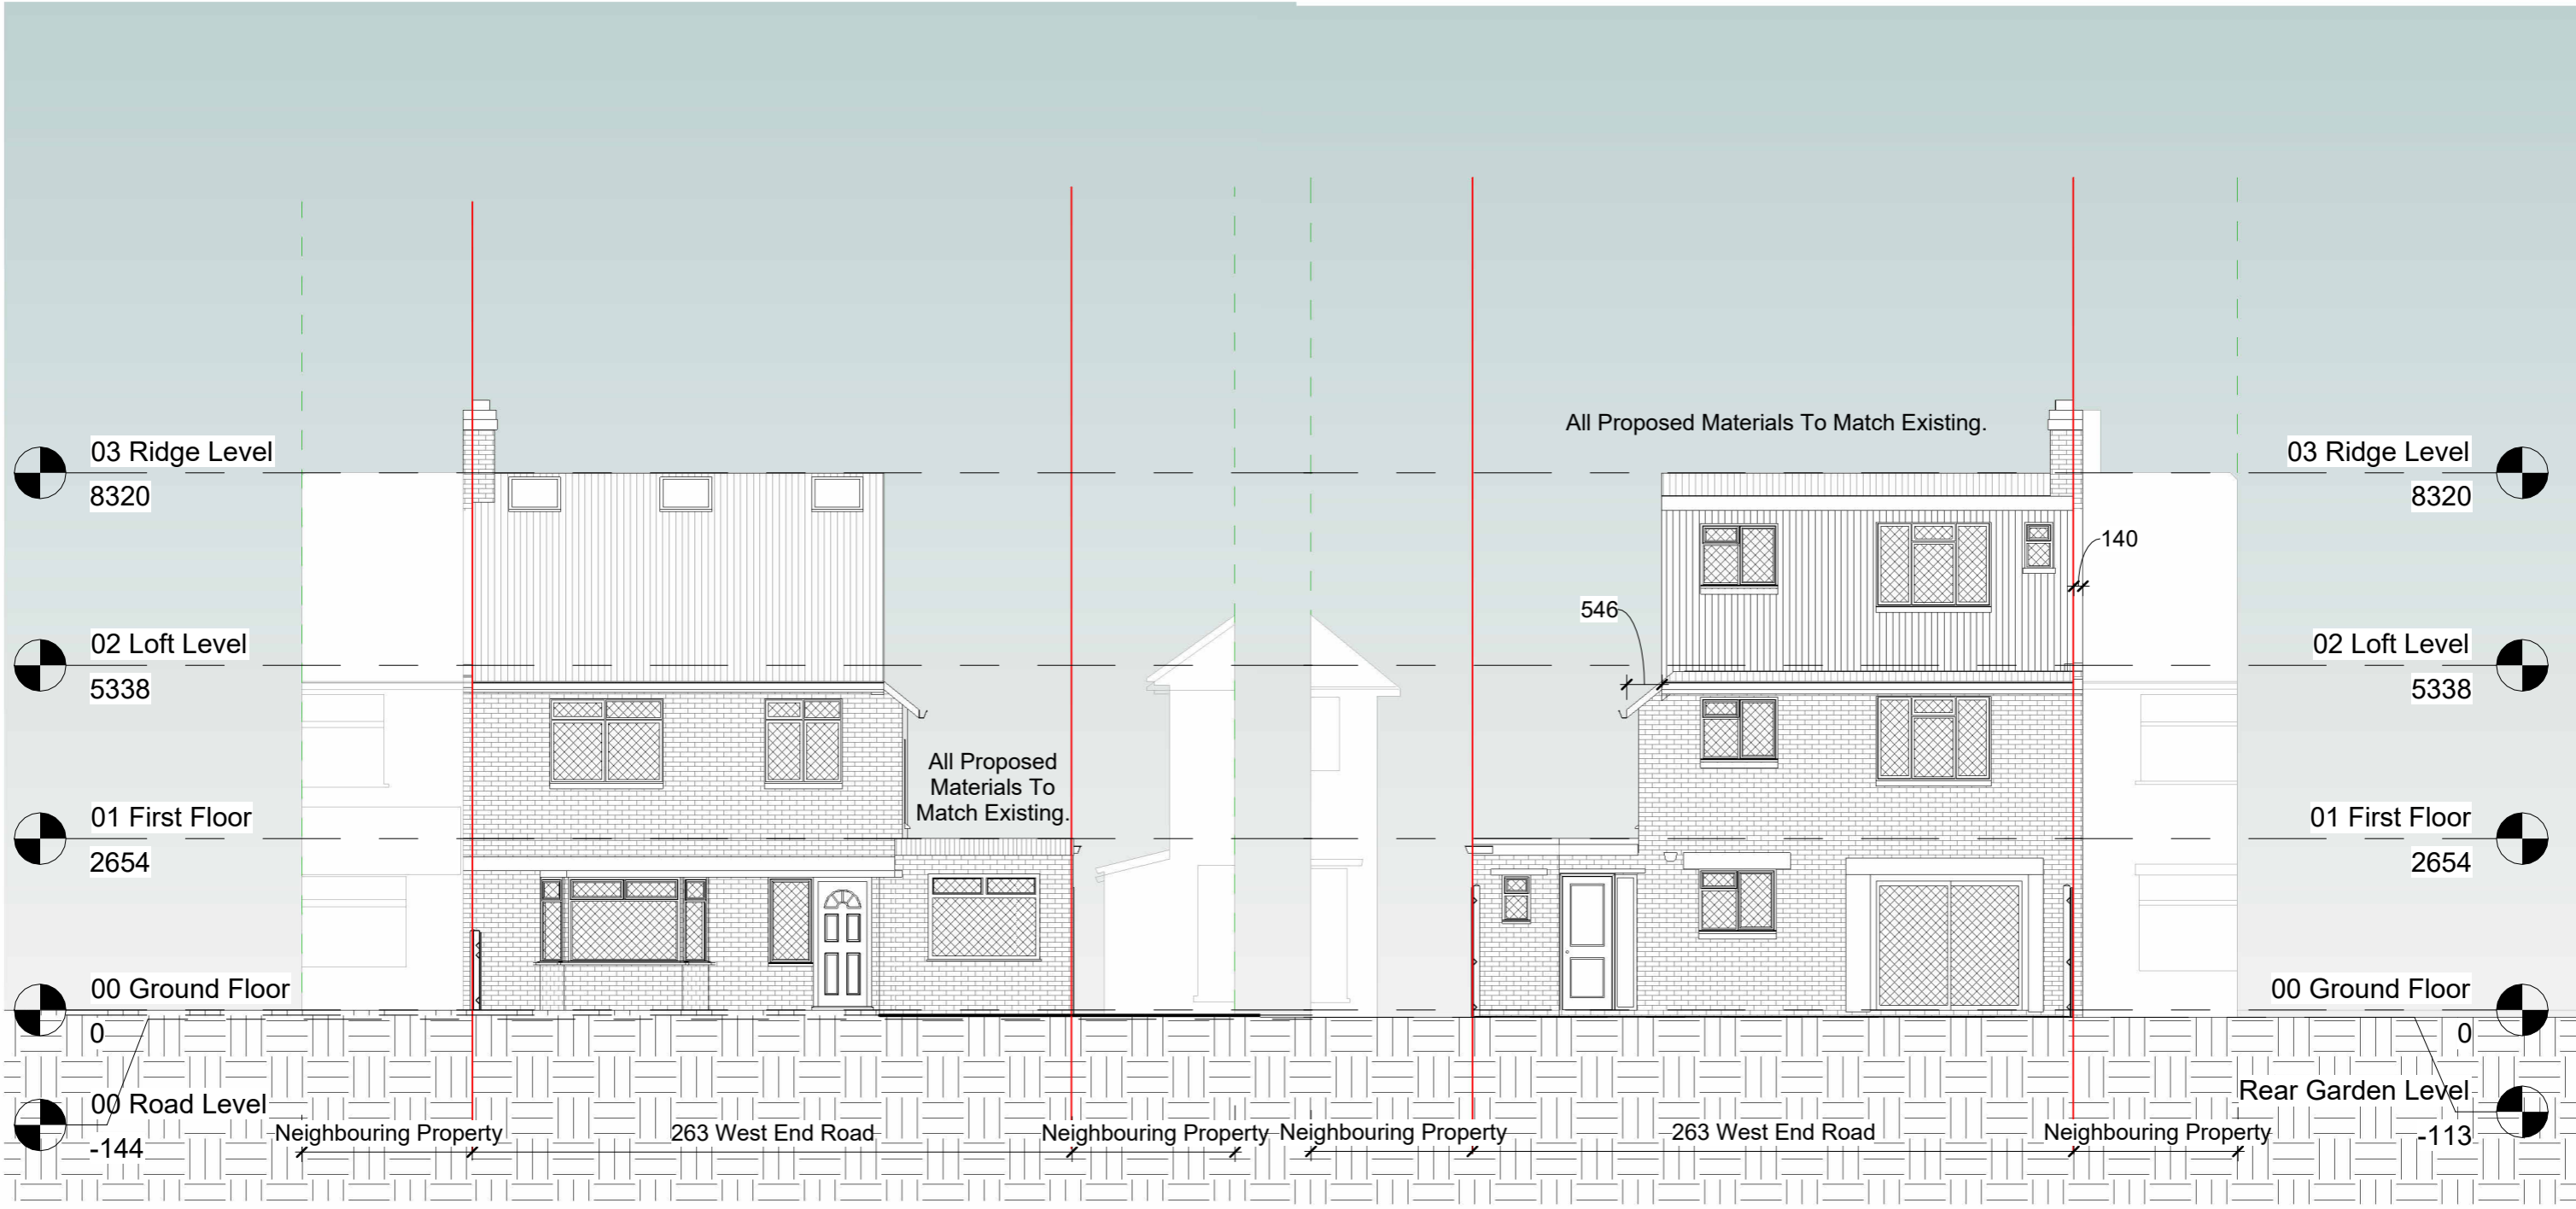 All Proposed Materials To Match Existing.
03 Ridge Level
8320
03 Ridge Level
8320
140
546
02 Loft Level
5338
02 Loft Level
5338
All Proposed
Materials To
Match Existing.
01 First Floor
2654
01 First Floor
2654
00 Ground Floor
0
00 Ground Floor
0
00 Road Level
-144
Rear Garden Level
-113
Neighbouring Property
263 West End Road
Neighbouring Property
Neighbouring Property
263 West End Road
Neighbouring Property